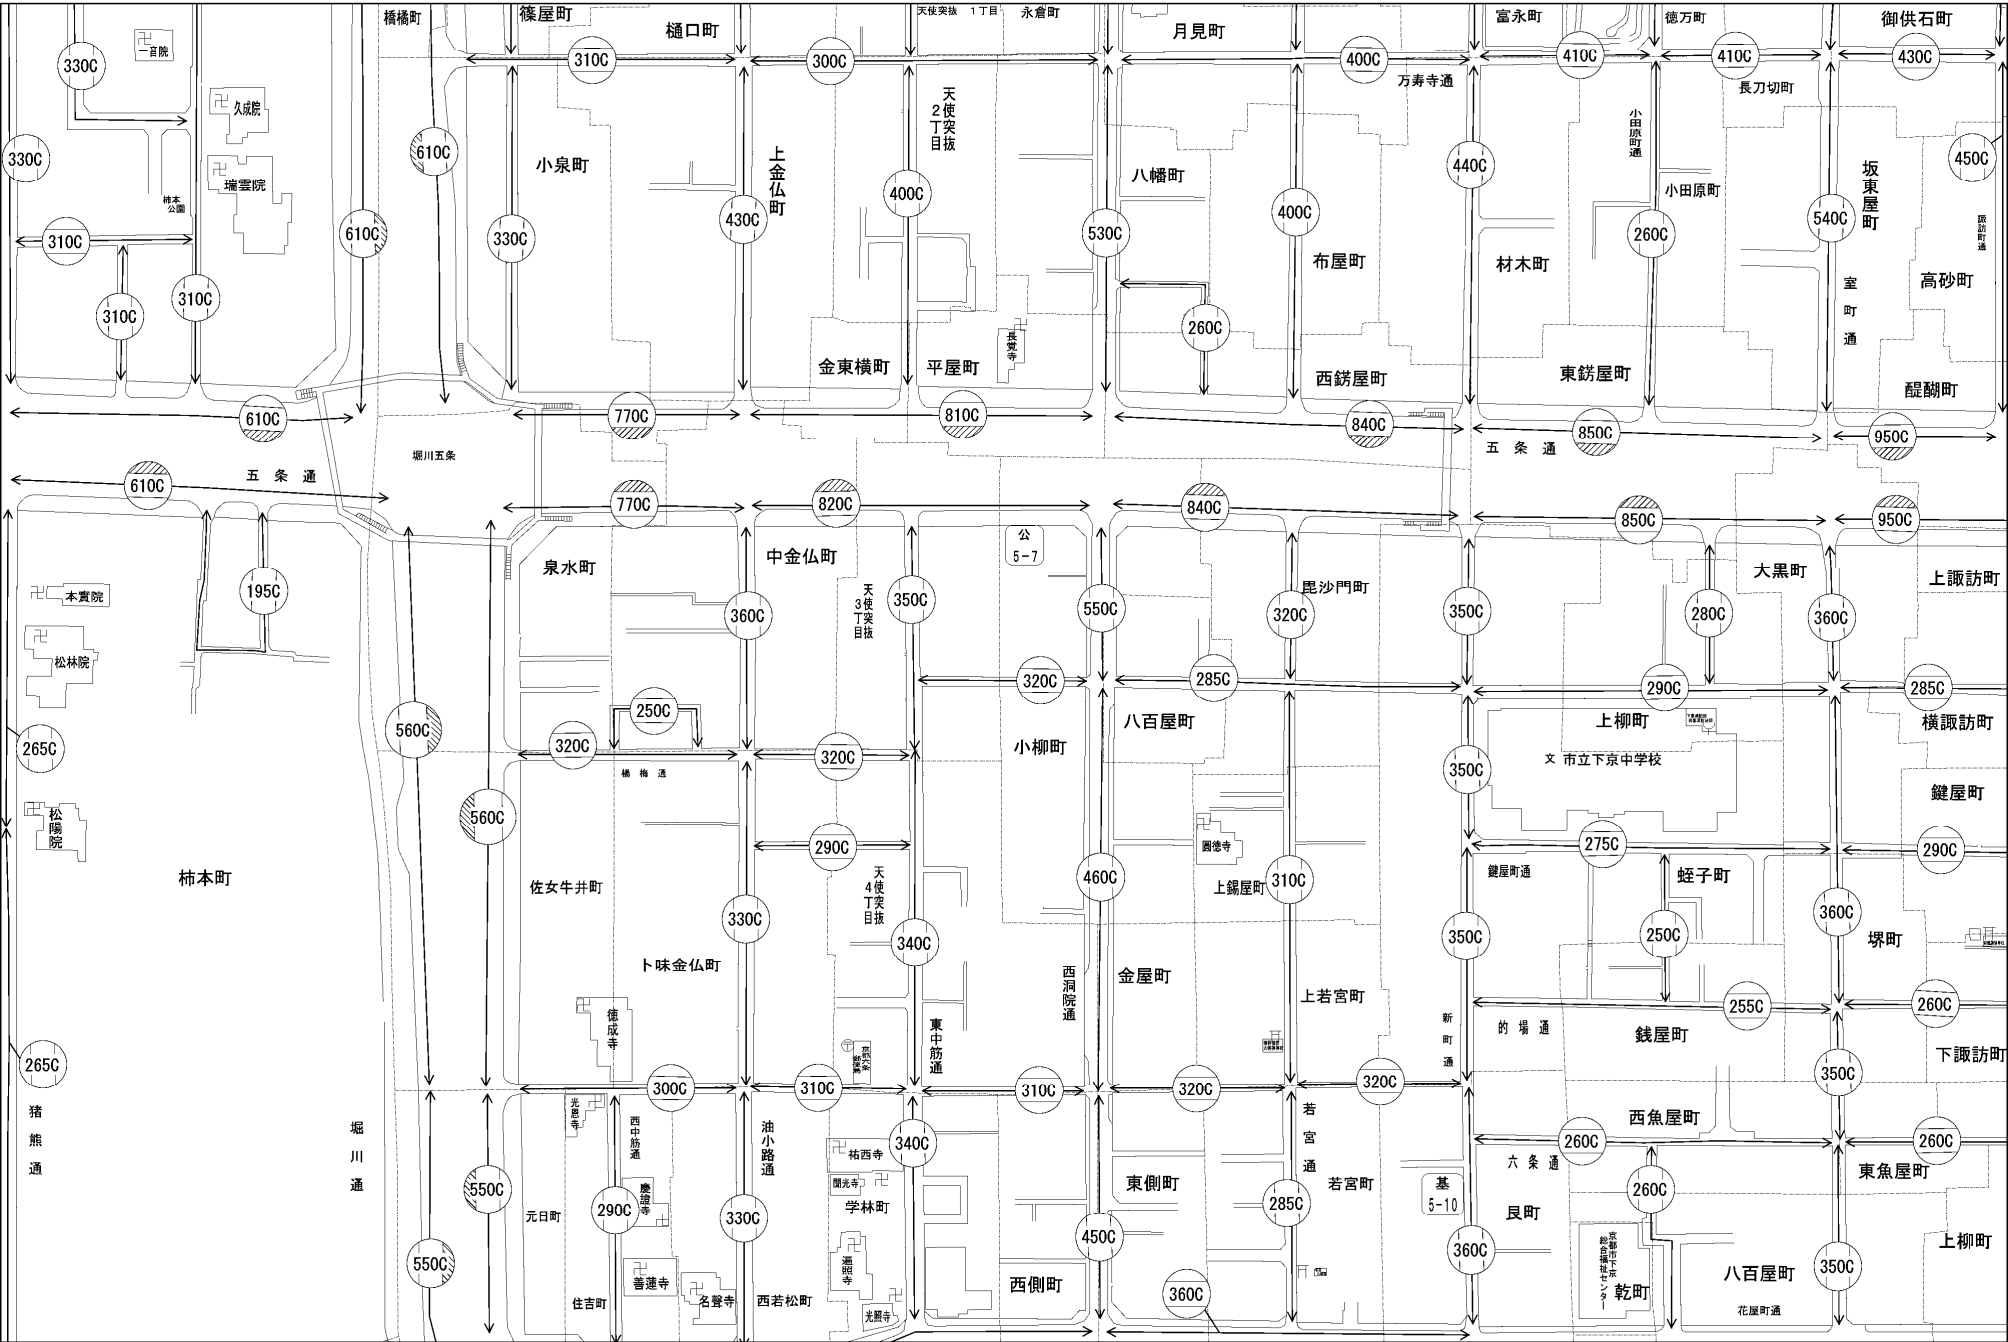 橋橘町
篠屋町
樋口町
天使突抜 1丁目
永倉町
月見町
富永町
徳万町
御供石町
330C
一音院
310C
300C
400C
410C
410C
430C
万寿寺通
長刀切町
久成院
330C
610C
天使突抜
2丁目
小田原町通
450C
瑞雲院
柿本
公園
小泉町
上金仏町
400C
八幡町
440C
小田原町
坂東屋町
諏訪町通
310C
610C
330C
430C
530C
400C
260C
540C
布屋町
材木町
高砂町
310C
310C
260C
室町通
長覚寺
金東横町
平屋町
西錺屋町
東錺屋町
醍醐町
610C
770C
810C
840C
850C
950C
堀川五条
五条通
五条通
610C
770C
820C
840C
850C
950C
公
5-7
中金仏町
泉水町
大黒町
上諏訪町
本實院
195C
天使突抜
3丁目
毘沙門町
360C
350C
550C
320C
350C
280C
360C
松林院
320C
285C
290C
285C
250C
八百屋町
上柳町
横諏訪町
265C
560C
320C
320C
小柳町
350C
文 市立下京中学校
鍵屋町
松陽院
560C
290C
圓徳寺
275C
290C
柿本町
佐女牛井町
天使突抜
4丁目
460C
上錫屋町
310C
鍵屋町通
蛭子町
330C
340C
350C
250C
360C
堺町
卜味金仏町
西洞院通
金屋町
上若宮町
255C
260C
徳成寺
東中筋通
新町通
的場通
銭屋町
下諏訪町
265C
300C
310C
310C
320C
320C
350C
猪熊通
堀川通
光恩寺
西中筋通
油小路通
340C
若宮通
西魚屋町
260C
260C
祐西寺
六条通
東魚屋町
550C
290C
慶證寺
聞光寺
東側町
285C
若宮町
墓
5-10
260C
元日町
330C
学林町
450C
艮町
550C
善蓮寺
遍照寺
360C
京都市下京
総合福祉センター
上柳町
350C
西側町
360C
乾町
八百屋町
住吉町
名聲寺
西若松町
光照寺
花屋町通